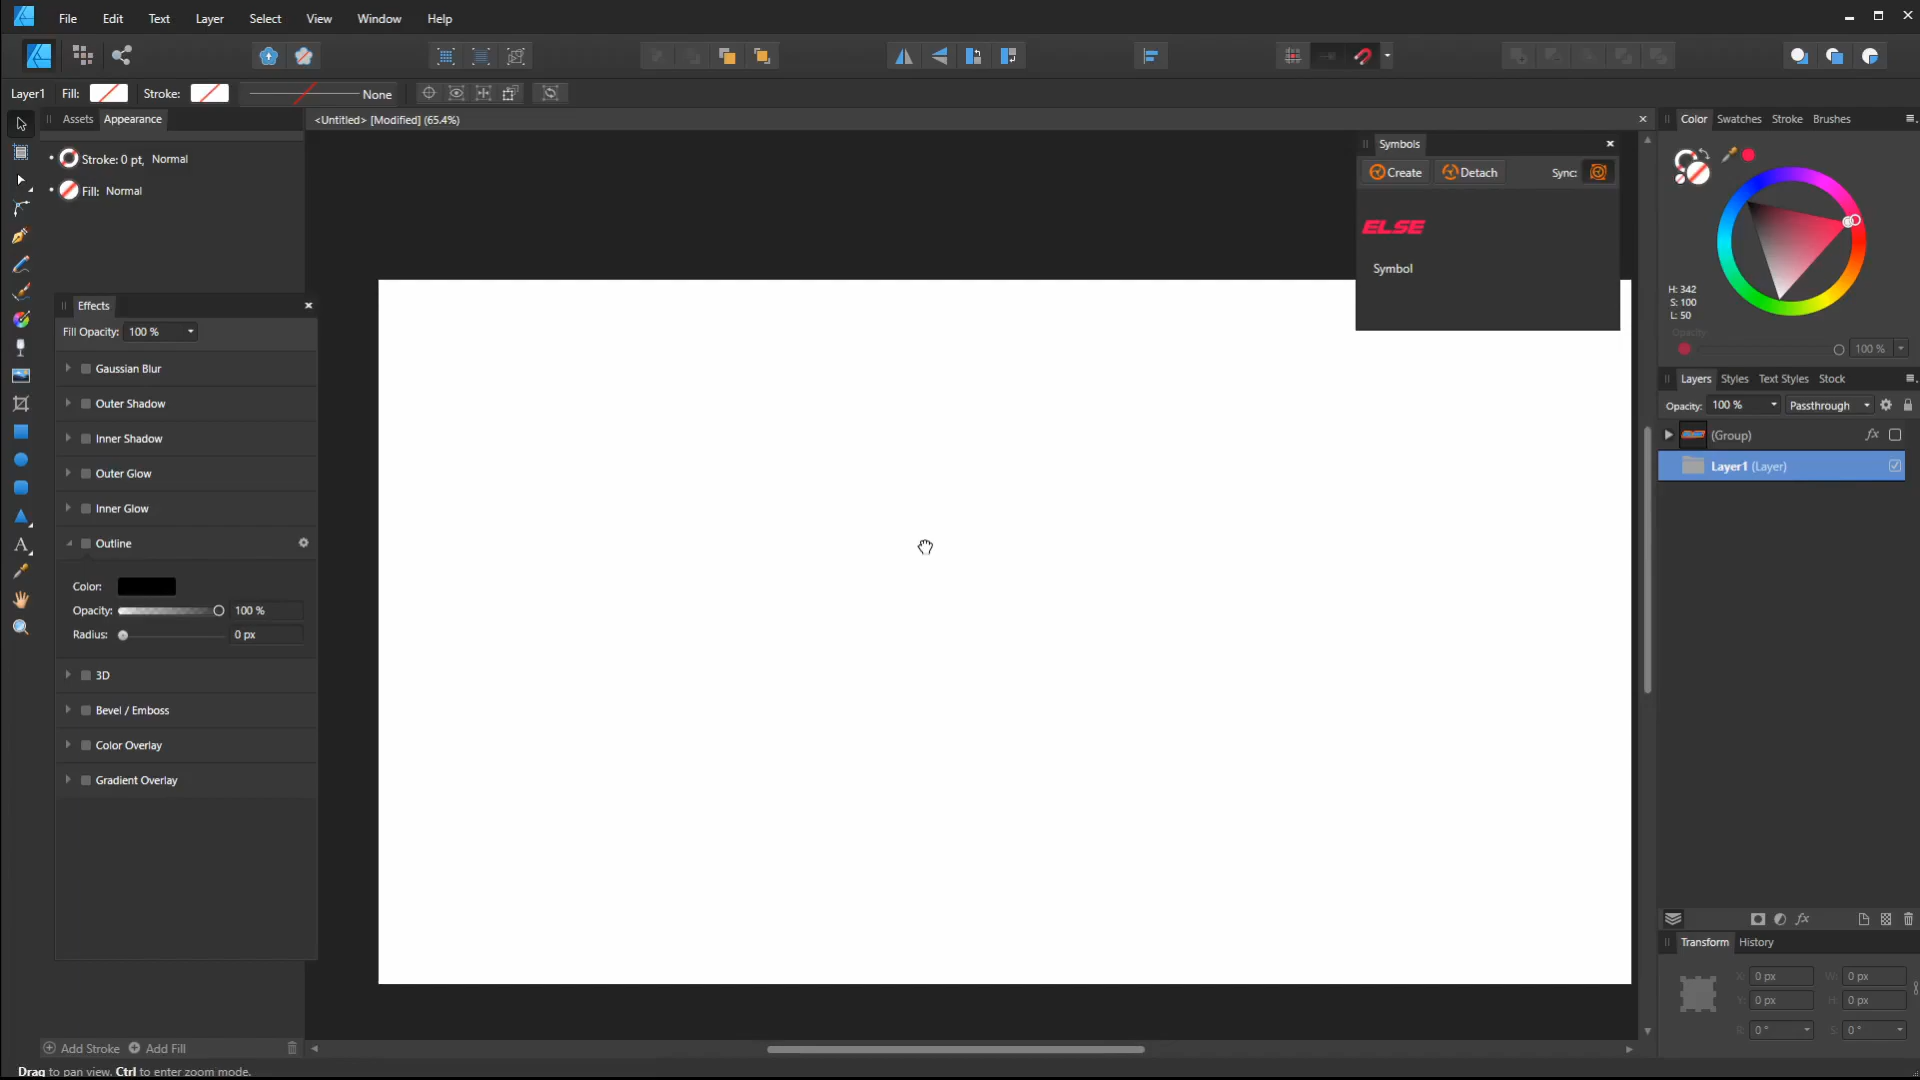 File Edit Text Layer Select View Window Help
Layer1 Fill: Stroke: None
Assets Appearance
<Untitled> [Modified] (65.4%)
Stroke: 0 pt, Normal
Fill: Normal
Effects
Fill Opacity: 100 %
Gaussian Blur
Outer Shadow
Inner Shadow
Outer Glow
Inner Glow
Outline
Color:
Opacity: 100 %
Radius: 0 px
3D
Bevel / Emboss
Color Overlay
Gradient Overlay
Add Stroke Add Fill
Drag to pan view. Ctrl to enter zoom mode.
Symbols
Create Detach Sync:
ELSE
Symbol
Color Swatches Stroke Brushes
H: 342
S: 100
L: 50
Opacity
100 %
Layers Styles Text Styles Stock
Opacity: 100 % Passthrough
(Group) fx
Layer1 (Layer)
fx
Transform History
X: 0 px W: 0 px
Y: 0 px H: 0 px
R: 0 ° S: 0 °